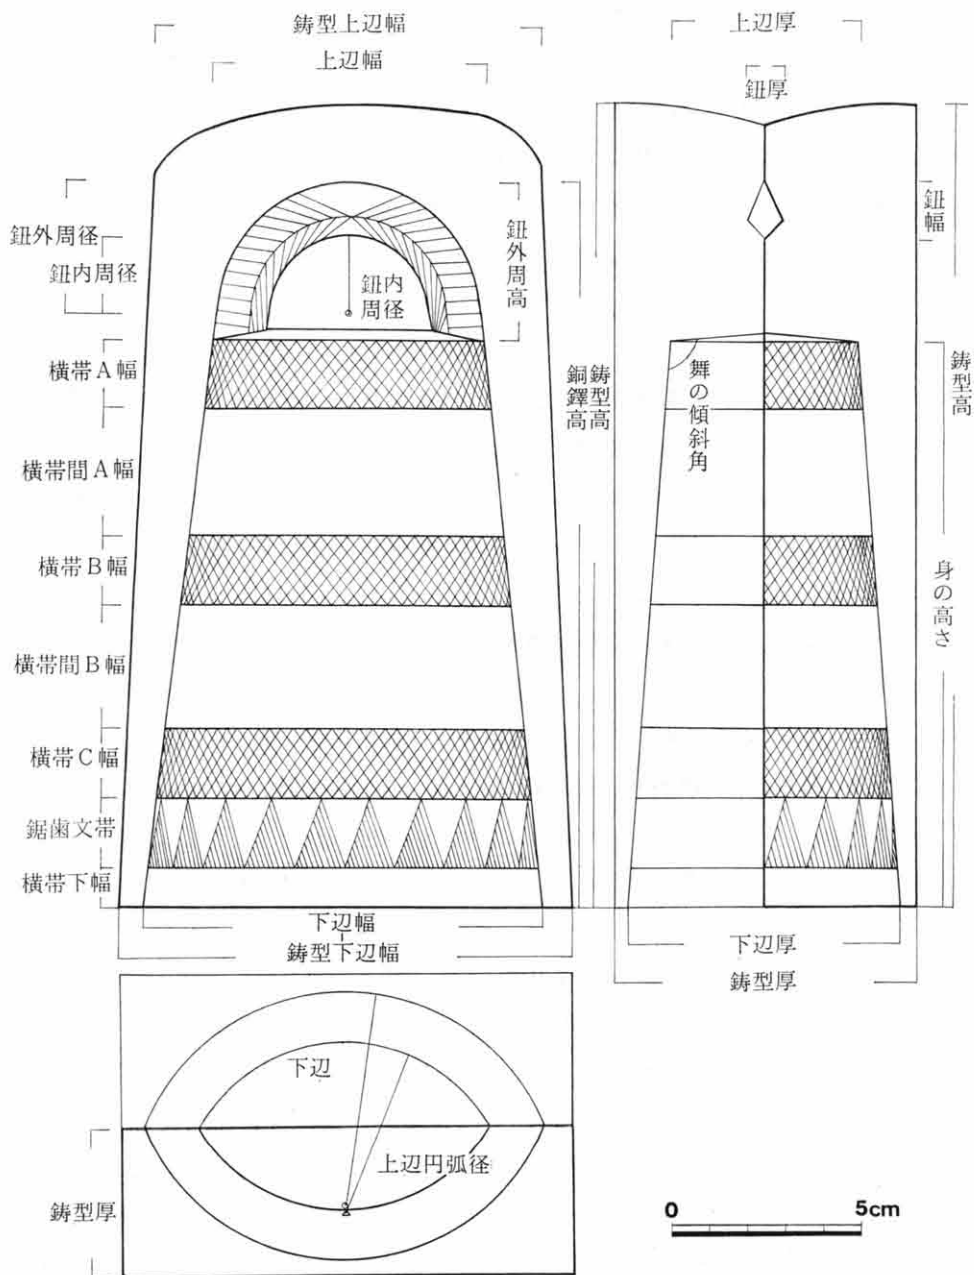 鋳型上辺幅
上辺幅
上辺厚
鈕厚
鈕外周径
鈕内周径
鈕内
周径
鈕外周高
鈕幅
横帯A幅
横帯間A幅
横帯B幅
横帯間B幅
横帯C幅
鋸歯文帯
横帯下幅
銅鐸高
鋳型高
舞の傾斜角
鋳型高
身の高さ
下辺幅
鋳型下辺幅
下辺厚
鋳型厚
下辺
上辺円弧径
鋳型厚
0 5cm